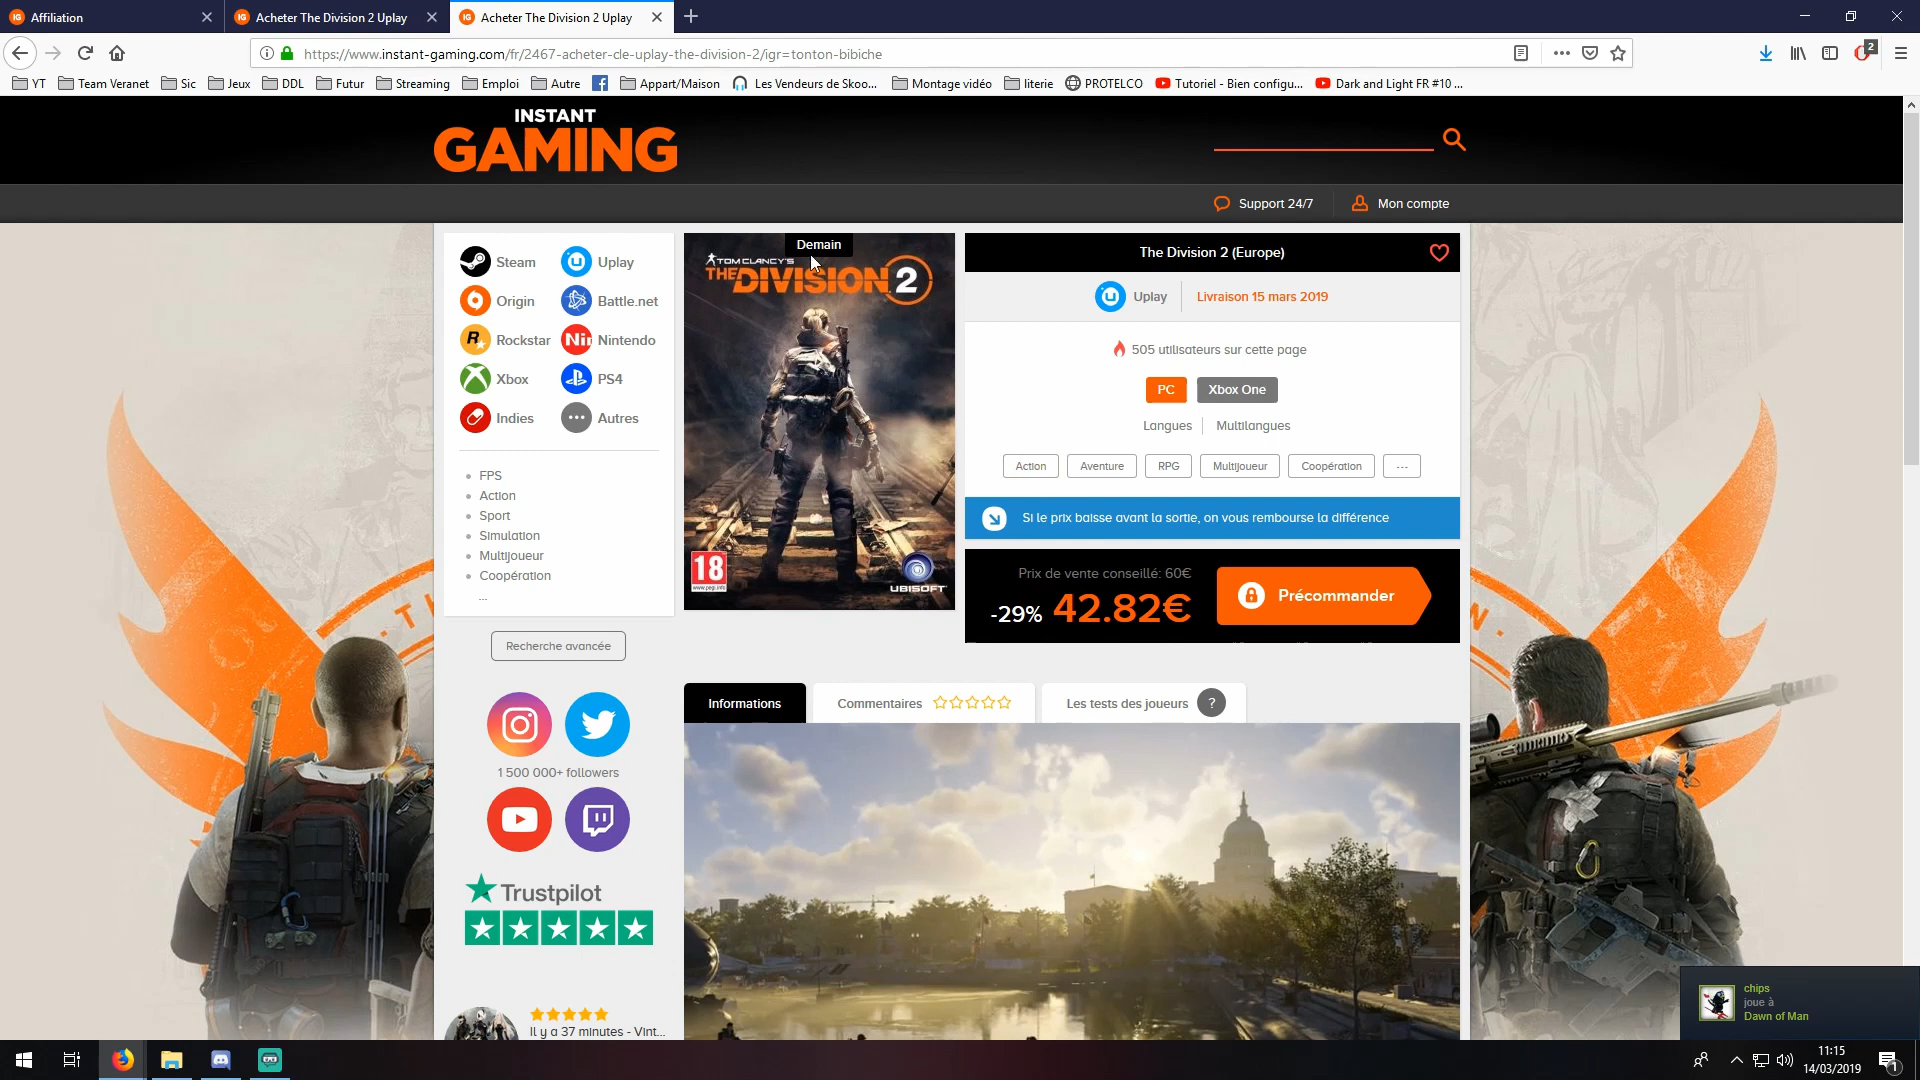 Affiliation
Acheter The Division 2 Uplay
Acheter The Division 2 Uplay
https://www.instant-gaming.com/fr/2467-acheter-cle-uplay-the-division-2/igr=tonton-bibiche
2
YT
Team Veranet
Sic
Jeux
DDL
Futur
Streaming
Emploi
Autre
Appart/Maison
Les Vendeurs de Skoo...
Montage vidéo
literie
PROTELCO
Tutoriel - Bien configu...
Dark and Light FR #10 ...
INSTANT
GAMING
Support 24/7
Mon compte
Steam
Uplay
Origin
Battle.net
Rockstar
Nintendo
Xbox
PS4
Indies
Autres
FPS
Action
Sport
Simulation
Multijoueur
Coopération
...
Recherche avancée
1 500 000+ followers
Trustpilot
Il y a 37 minutes - Vint...
Demain
TOM CLANCY'S
THE DIVISION 2
18
www.pegi.info
UBISOFT
The Division 2 (Europe)
Uplay
Livraison 15 mars 2019
505 utilisateurs sur cette page
PC
Xbox One
Langues
Multilangues
Action
Aventure
RPG
Multijoueur
Coopération
...
Si le prix baisse avant la sortie, on vous rembourse la différence
Prix de vente conseillé: 60€
-29% 42.82€
Précommander
Informations
Commentaires
Les tests des joueurs
?
chips
joue à
Dawn of Man
11:15
14/03/2019
1